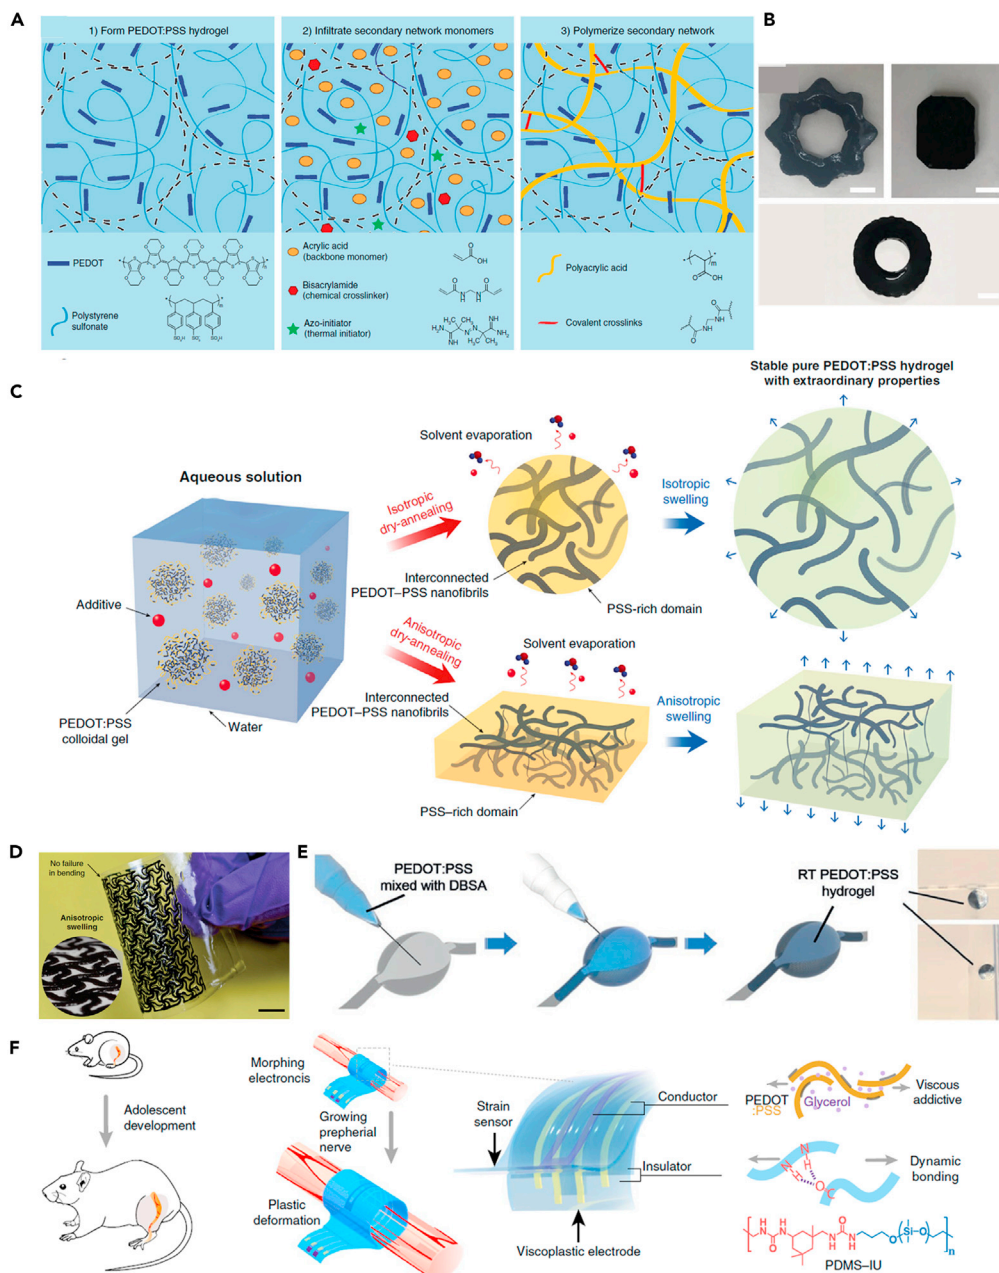 A
1) Form PEDOT:PSS hydrogel
2) Infiltrate secondary network monomers
3) Polymerize secondary network
PEDOT
Polystyrene
sulfonate
SO₃H SO₃⁻ SO₃H
Acrylic acid
(backbone monomer)
Bisacrylamide
(chemical crosslinker)
Azo-initiator
(thermal initiator)
Polyacrylic acid
Covalent crosslinks
B
C
Aqueous solution
Additive
PEDOT:PSS
colloidal gel
Water
Isotropic
dry-annealing
Solvent evaporation
Interconnected
PEDOT–PSS nanofibrils
PSS-rich domain
Isotropic
swelling
Stable pure PEDOT:PSS hydrogel
with extraordinary properties
Anisotropic
dry-annealing
Solvent evaporation
Interconnected
PEDOT–PSS nanofibrils
PSS–rich domain
Anisotropic
swelling
D
No failure
in bending
Anisotropic
swelling
E
PEDOT:PSS
mixed with DBSA
RT PEDOT:PSS
hydrogel
F
Adolescent
development
Morphing
electroncis
Growing
prepherial
nerve
Plastic
deformation
Strain
sensor
Conductor
Insulator
Viscoplastic electrode
PEDOT
:PSS
Glycerol
Viscous
addictive
Dynamic
bonding
PDMS–IU